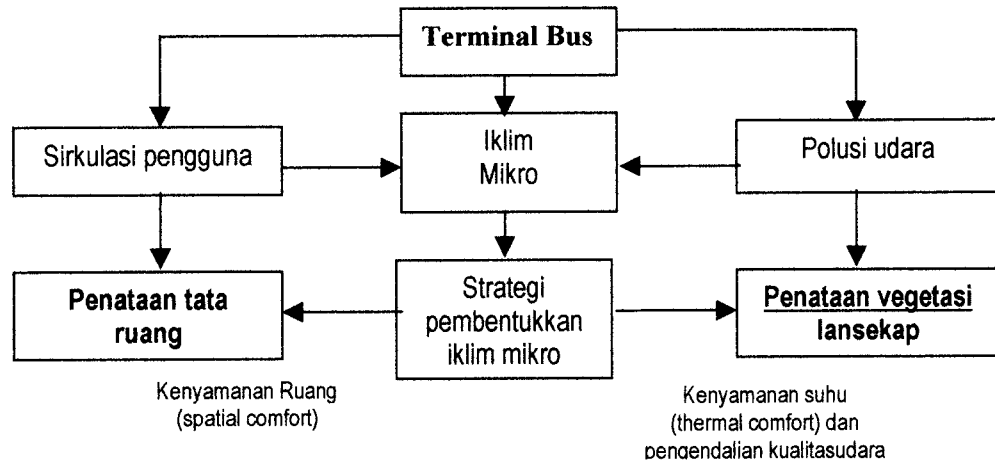 Terminal Bus
Sirkulasi pengguna
Iklim
Mikro
Polusi udara
Penataan tata
ruang
Strategi
pembentukkan
iklim mikro
Penataan vegetasi
lansekap
Kenyamanan Ruang
(spatial comfort)
Kenyamanan suhu
(thermal comfort) dan
pengendalian kualitasudara